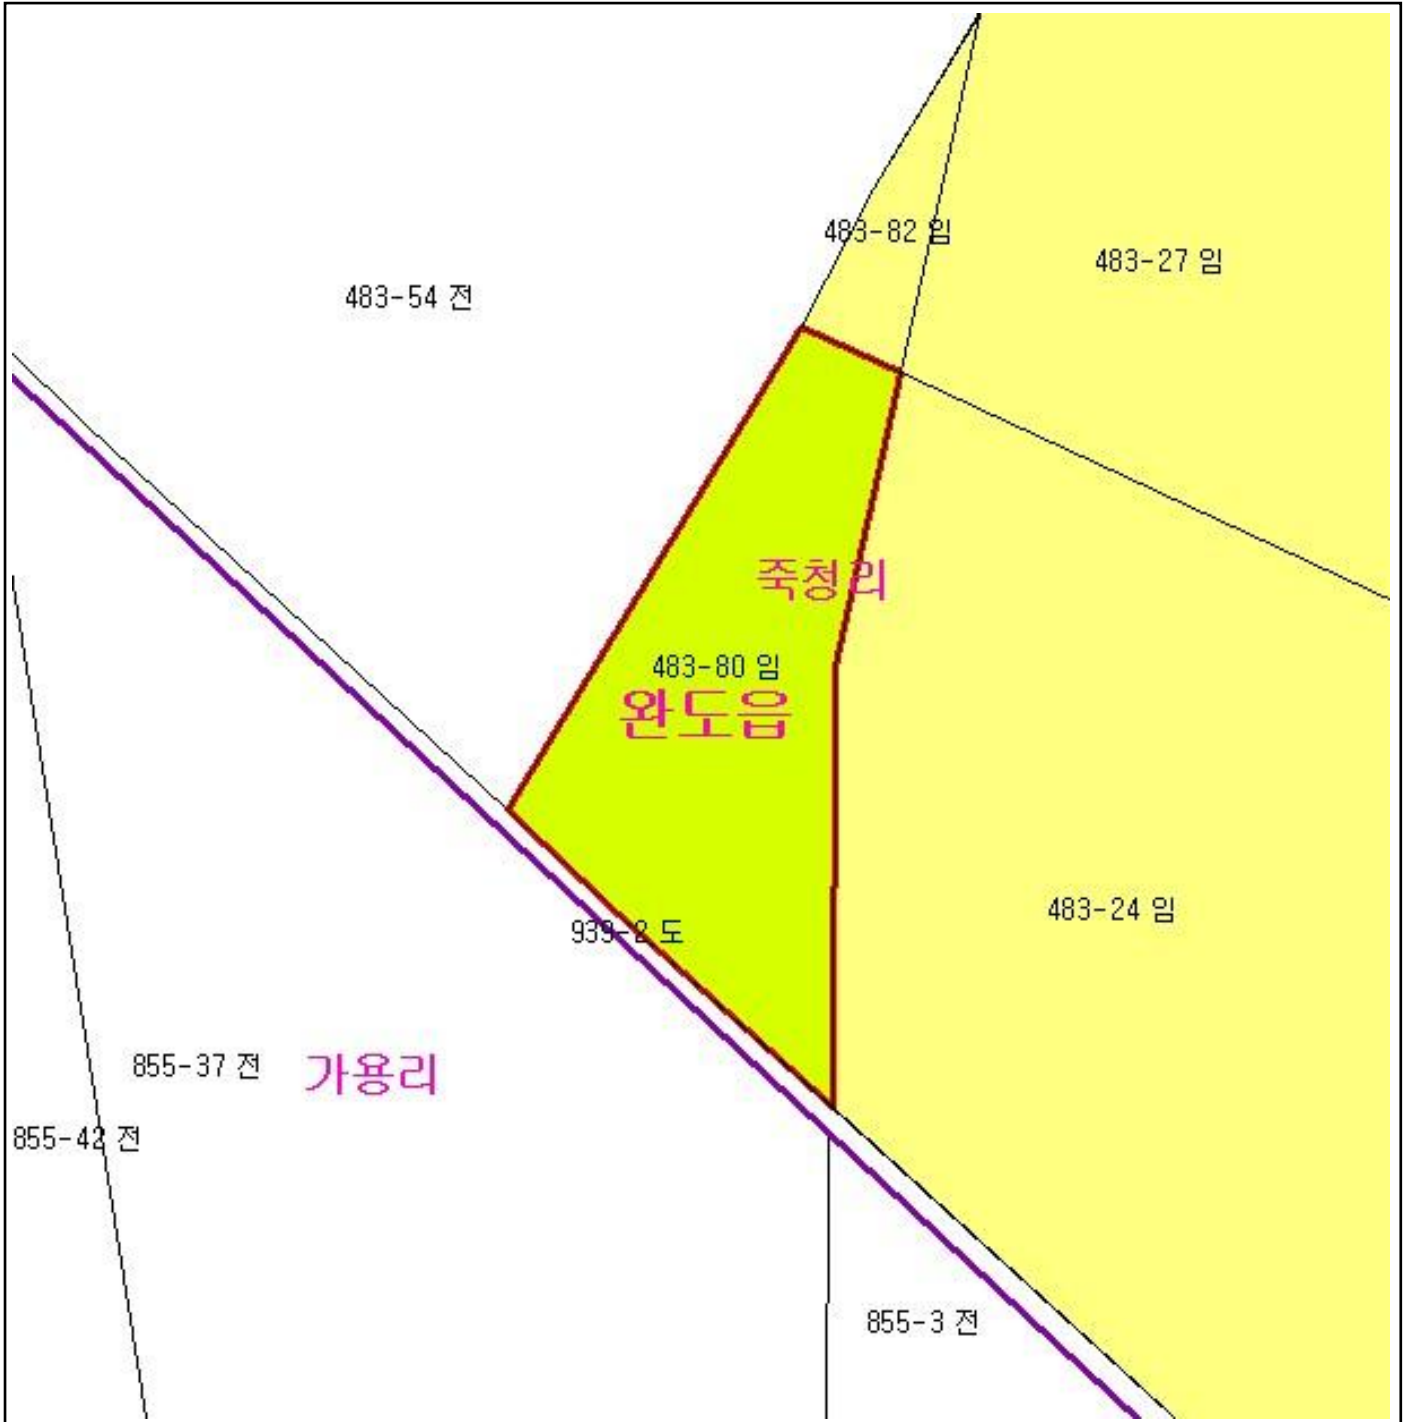 483-82 임
483-27 임
483-54 전
죽청리
483-80 임
완도읍
483-24 임
939-2 도
855-37 전
가용리
855-42 전
855-3 전